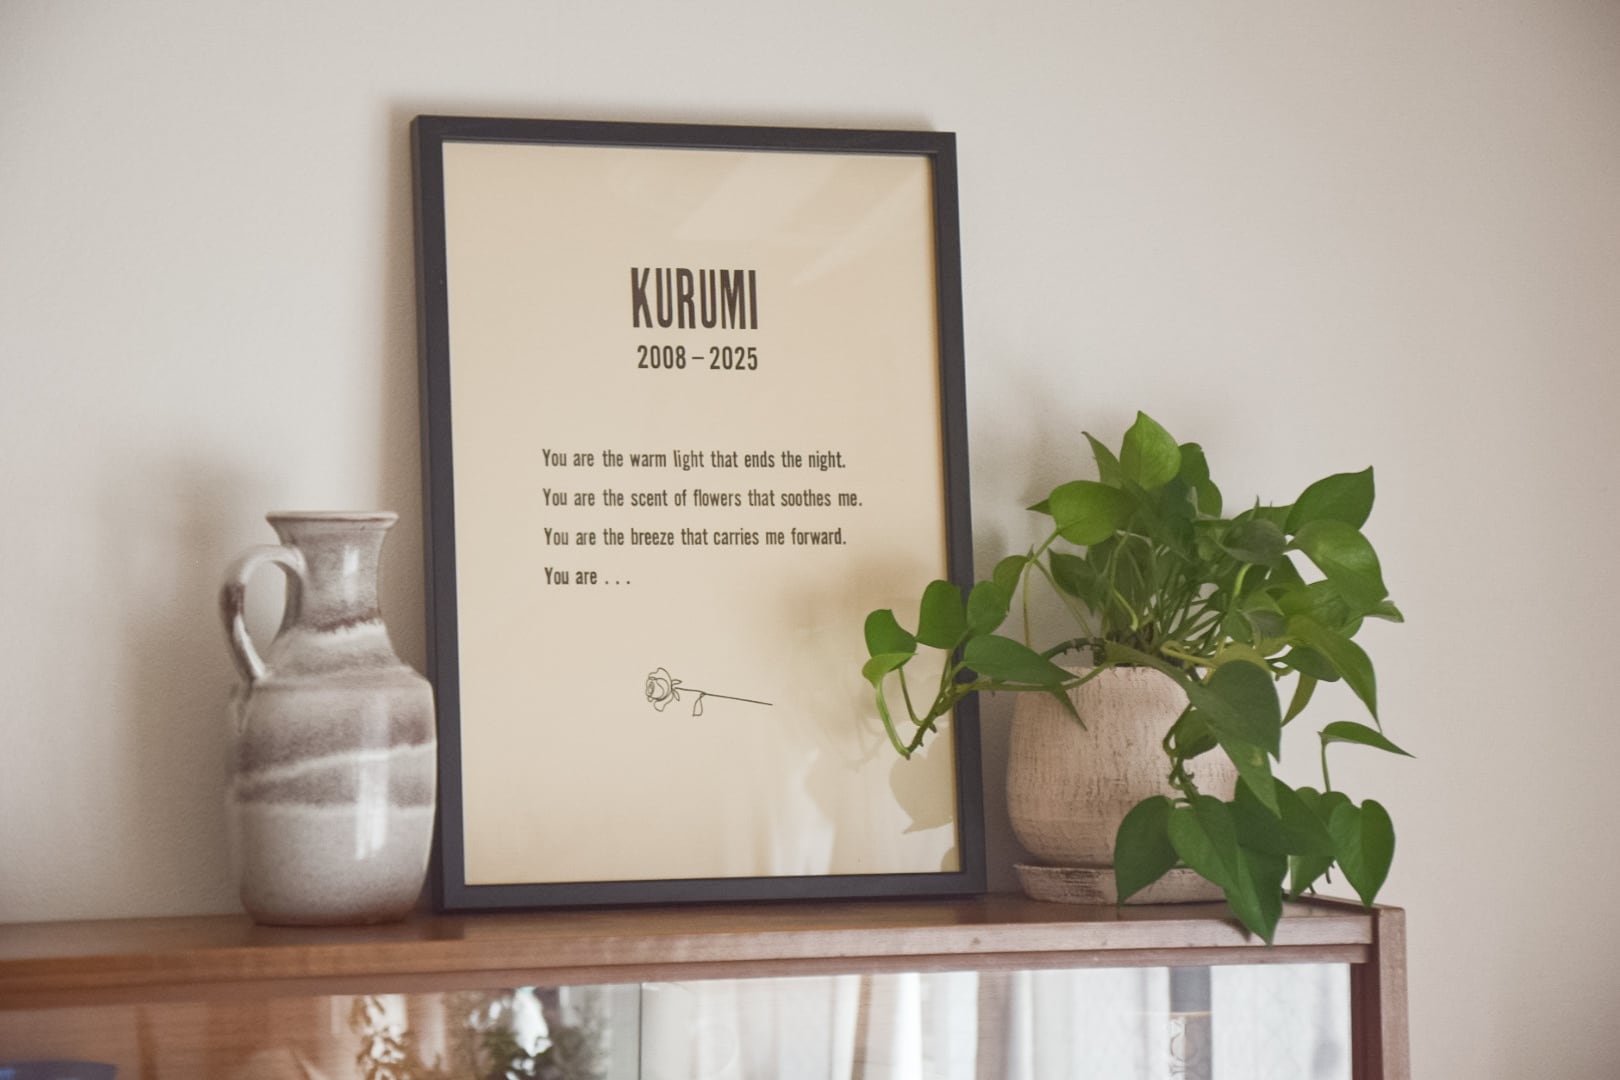 KURUMI
2008 – 2025
You are the warm light that ends the night.
You are the scent of flowers that soothes me.
You are the breeze that carries me forward.
You are . . .